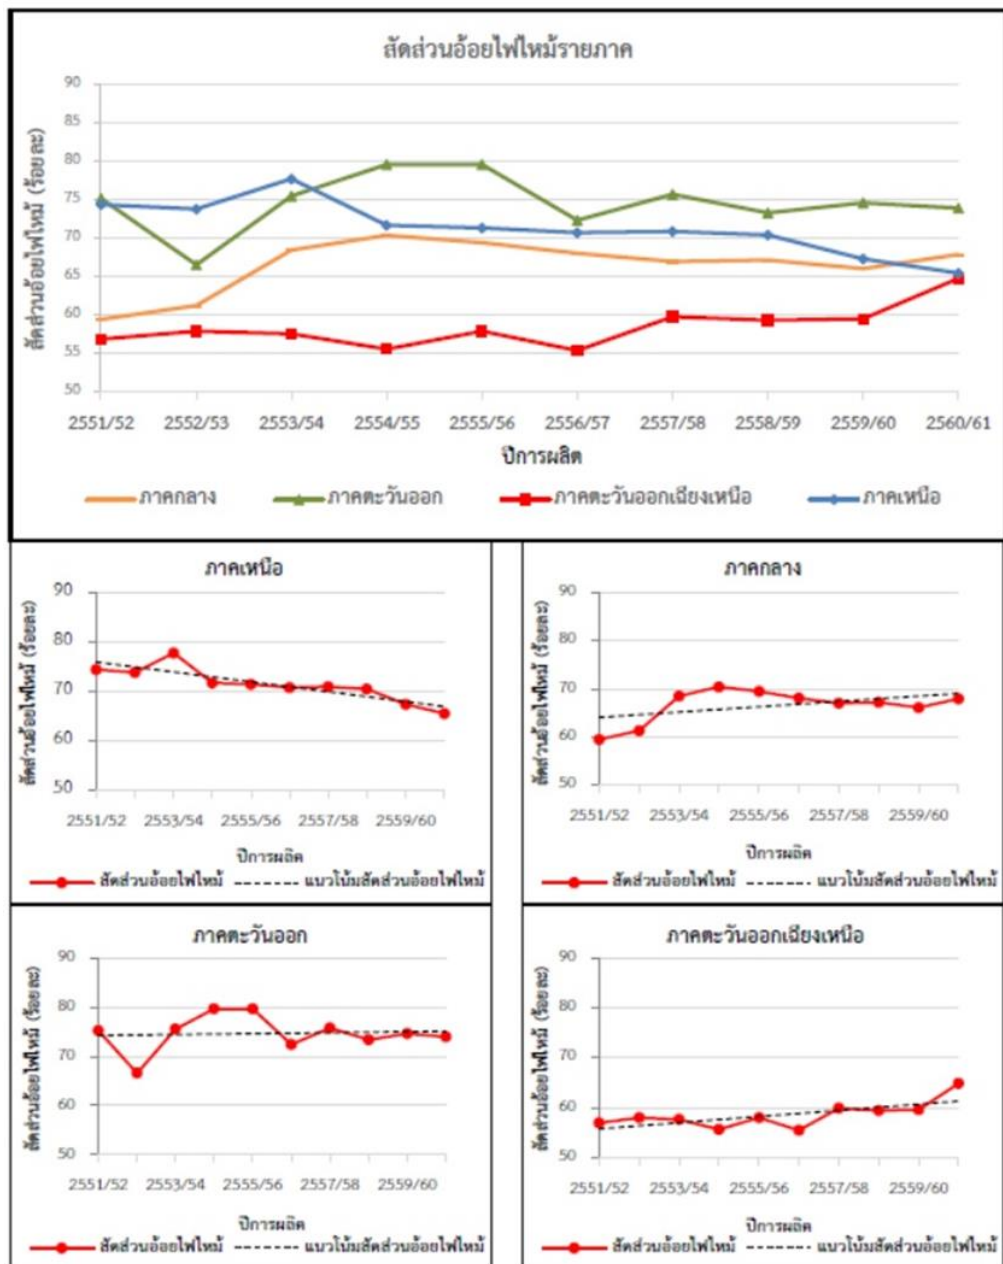 สัดส่วนอ้อยไฟไหม้รายภาค
สัดส่วนอ้อยไฟไหม้ (ร้อยละ)
90
85
80
75
70
65
60
55
50
2551/52 2552/53 2553/54 2554/55 2555/56 2556/57 2557/58 2558/59 2559/60 2560/61
ปีการผลิต
ภาคกลาง ภาคตะวันออก ภาคตะวันออกเฉียงเหนือ ภาคเหนือ
ภาคเหนือ
สัดส่วนอ้อยไฟไหม้ (ร้อยละ)
90
80
70
60
50
2551/52 2553/54 2555/56 2557/58 2559/60
ปีการผลิต
สัดส่วนอ้อยไฟไหม้ แนวโน้มสัดส่วนอ้อยไฟไหม้
ภาคกลาง
สัดส่วนอ้อยไฟไหม้ (ร้อยละ)
90
80
70
60
50
2551/52 2553/54 2555/56 2557/58 2559/60
ปีการผลิต
สัดส่วนอ้อยไฟไหม้ แนวโน้มสัดส่วนอ้อยไฟไหม้
ภาคตะวันออก
สัดส่วนอ้อยไฟไหม้ (ร้อยละ)
90
80
70
60
50
2551/52 2553/54 2555/56 2557/58 2559/60
ปีการผลิต
สัดส่วนอ้อยไฟไหม้ แนวโน้มสัดส่วนอ้อยไฟไหม้
ภาคตะวันออกเฉียงเหนือ
สัดส่วนอ้อยไฟไหม้ (ร้อยละ)
90
80
70
60
50
2551/52 2553/54 2555/56 2557/58 2559/60
ปีการผลิต
สัดส่วนอ้อยไฟไหม้ แนวโน้มสัดส่วนอ้อยไฟไหม้